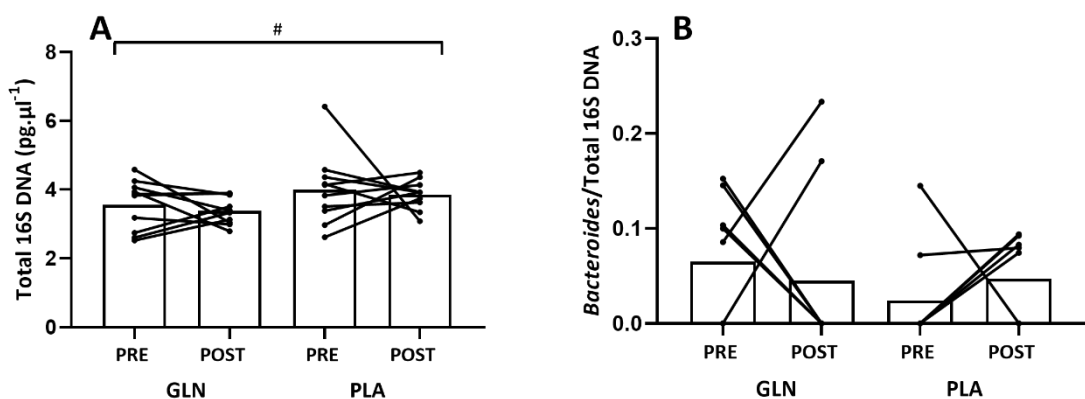 A
#
Total 16S DNA (pg.µl⁻¹)
8
6
4
2
0
PRE POST PRE POST
GLN PLA
B
Bacteroides/Total 16S DNA
0.3
0.2
0.1
0.0
PRE POST PRE POST
GLN PLA